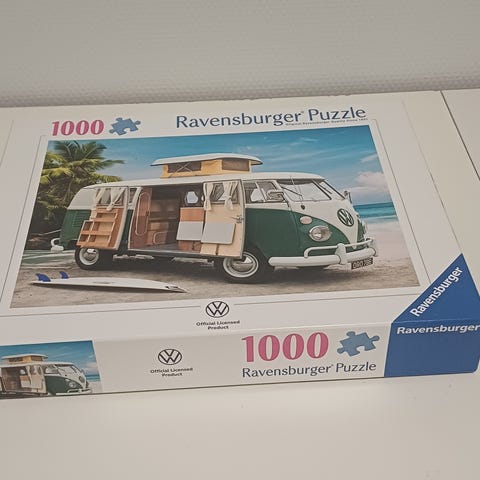 1000
Ravensburger® Puzzle
Official Licensed
Product
Ravensburger
Ravensburger
Official Licensed
Product
1000
Ravensburger® Puzzle